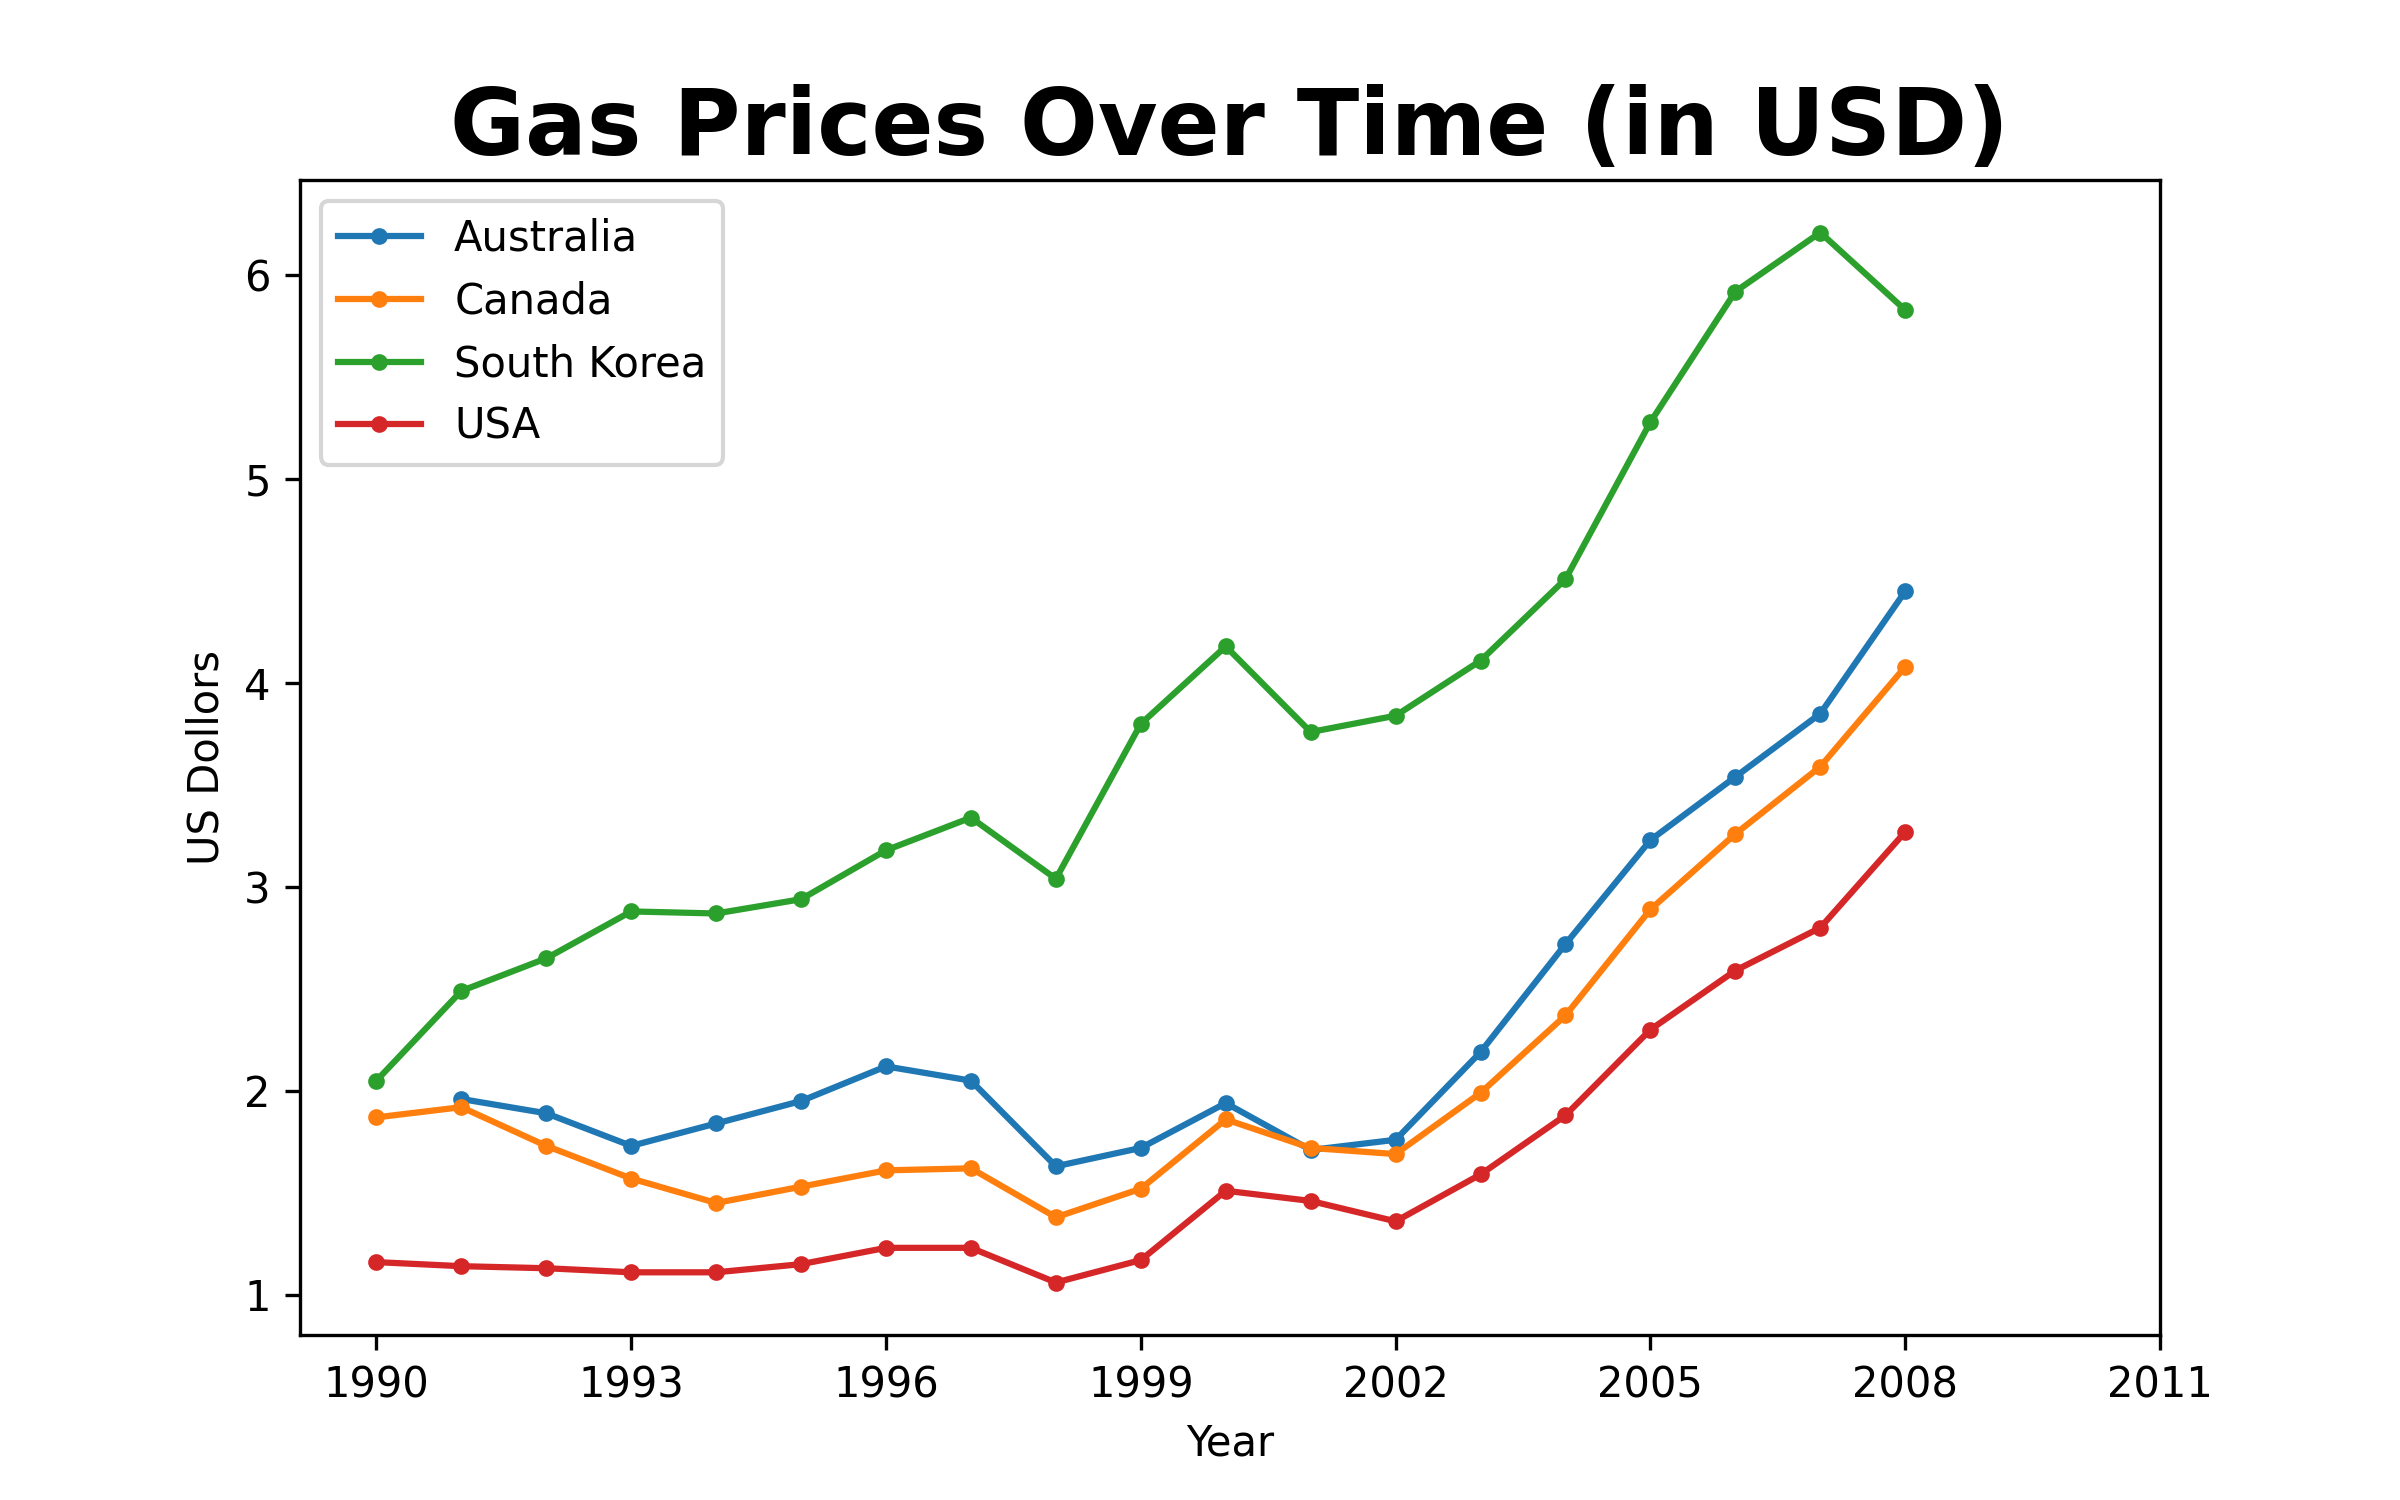 Gas Prices Over Time (in USD)
Australia
Canada
South Korea
USA
6
5
4
3
2
1
US Dollors
1990 1993 1996 1999 2002 2005 2008 2011
Year